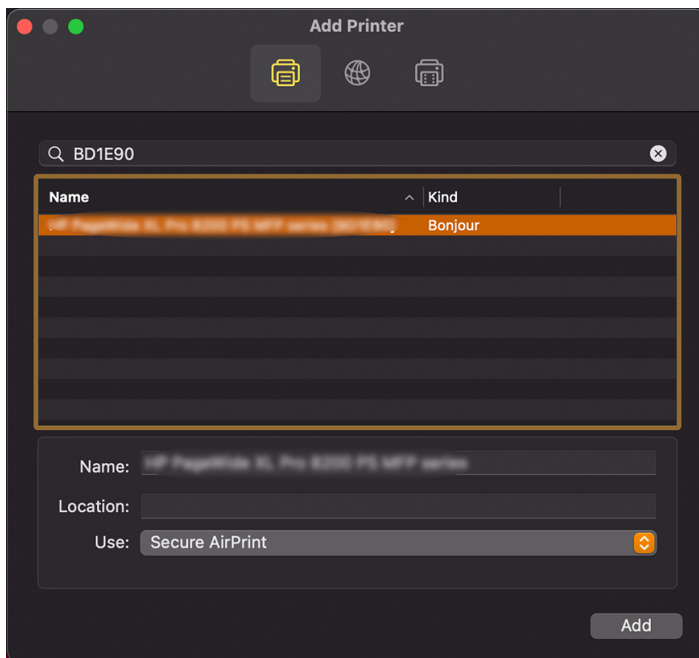 Add Printer
BD1E90
Name Kind
Bonjour
Name:
Location:
Use: Secure AirPrint
Add